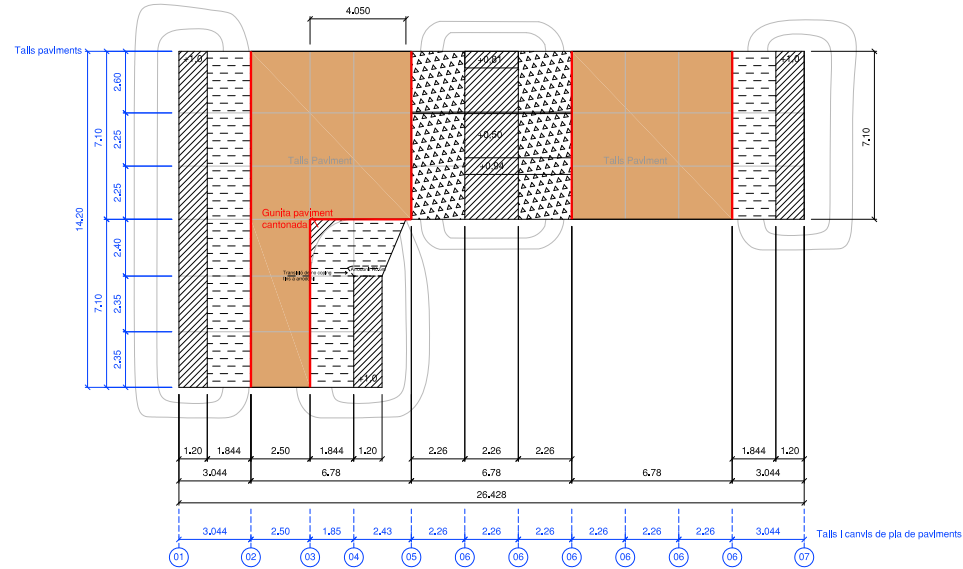 4.050
Talls paviments
+1.0
+0.81
+1.0
2.60
7.10
2.25
+0.50
7.10
Talls Paviment
Talls Paviment
+0.94
2.25
14.20
Gunita paviment
cantonada
2.40
7.10
2.35
2.35
+1.0
1.20 1.844 2.50 1.844 1.20 2.26 2.26 2.26 1.844 1.20
3.044 6.78 6.78 6.78 3.044
26.428
3.044 2.50 1.85 2.43 2.26 2.26 2.26 2.26 2.26 2.26 3.044
Talls i canvis de pla de paviments
01 02 03 04 05 06 06 06 06 06 06 07